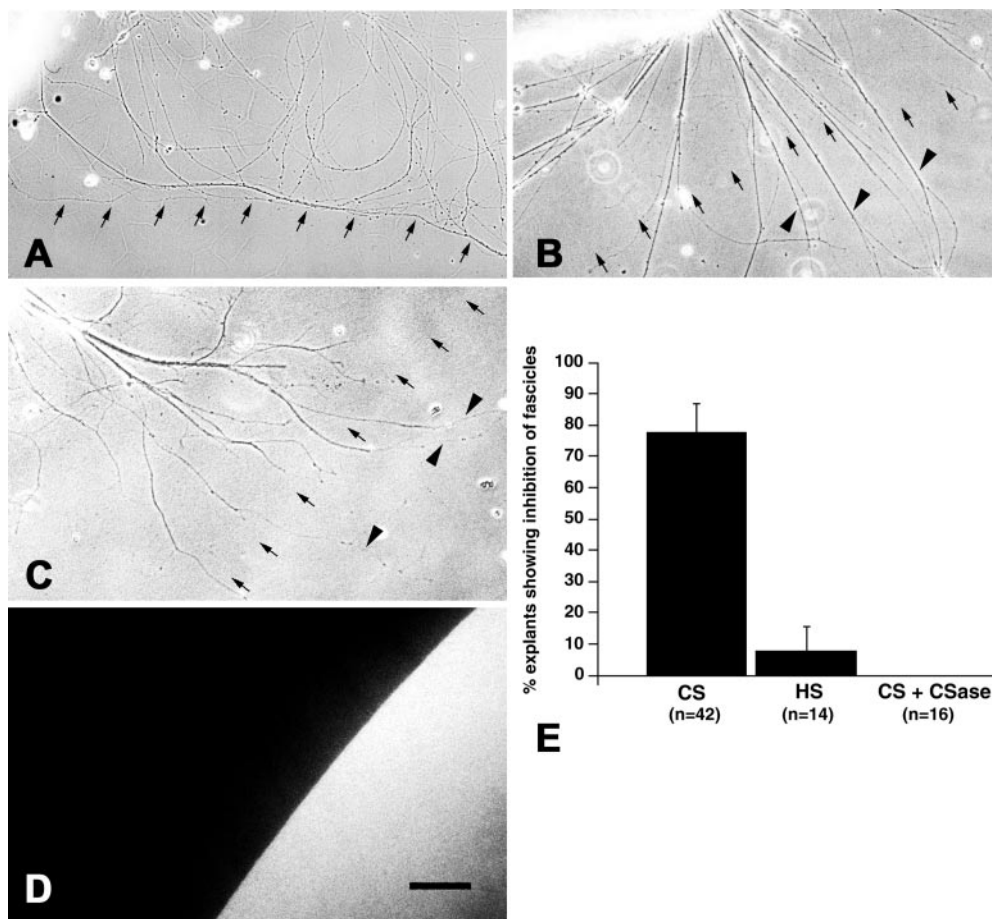 A
B
C
D
% explants showing inhibition of fascicles
100
90
80
70
60
50
40
30
20
10
0
CS
(n=42)
HS
(n=14)
CS + CSase
(n=16)
E